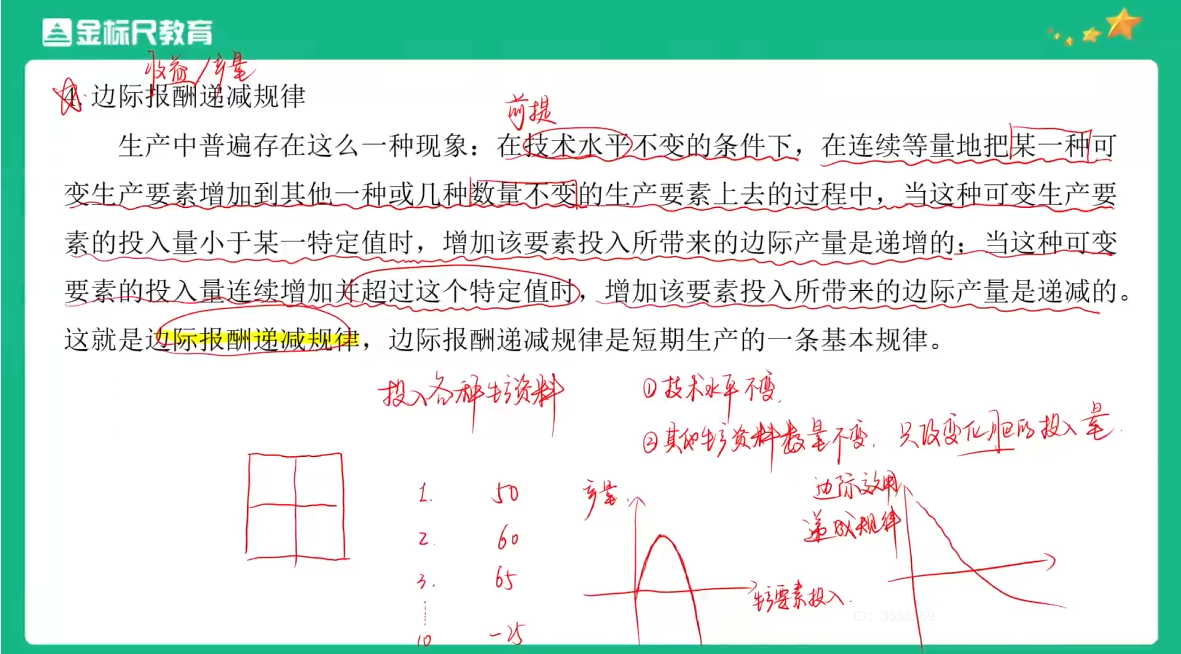 金标尺教育
收益/产量
4. 边际报酬递减规律
前提
生产中普遍存在这么一种现象：在技术水平不变的条件下，在连续等量地把某一种可
变生产要素增加到其他一种或几种数量不变的生产要素上去的过程中，当这种可变生产要
素的投入量小于某一特定值时，增加该要素投入所带来的边际产量是递增的；当这种可变
要素的投入量连续增加并超过这个特定值时，增加该要素投入所带来的边际产量是递减的。
这就是边际报酬递减规律，边际报酬递减规律是短期生产的一条基本规律。
投入各种生产资料
①技术水平不变.
②其他生产资料数量不变. 只改变化肥的投入量.
1. 50
2. 60
3. 65
10 -25
产量
生产要素投入.
边际效用
递减规律
ID: 3555569